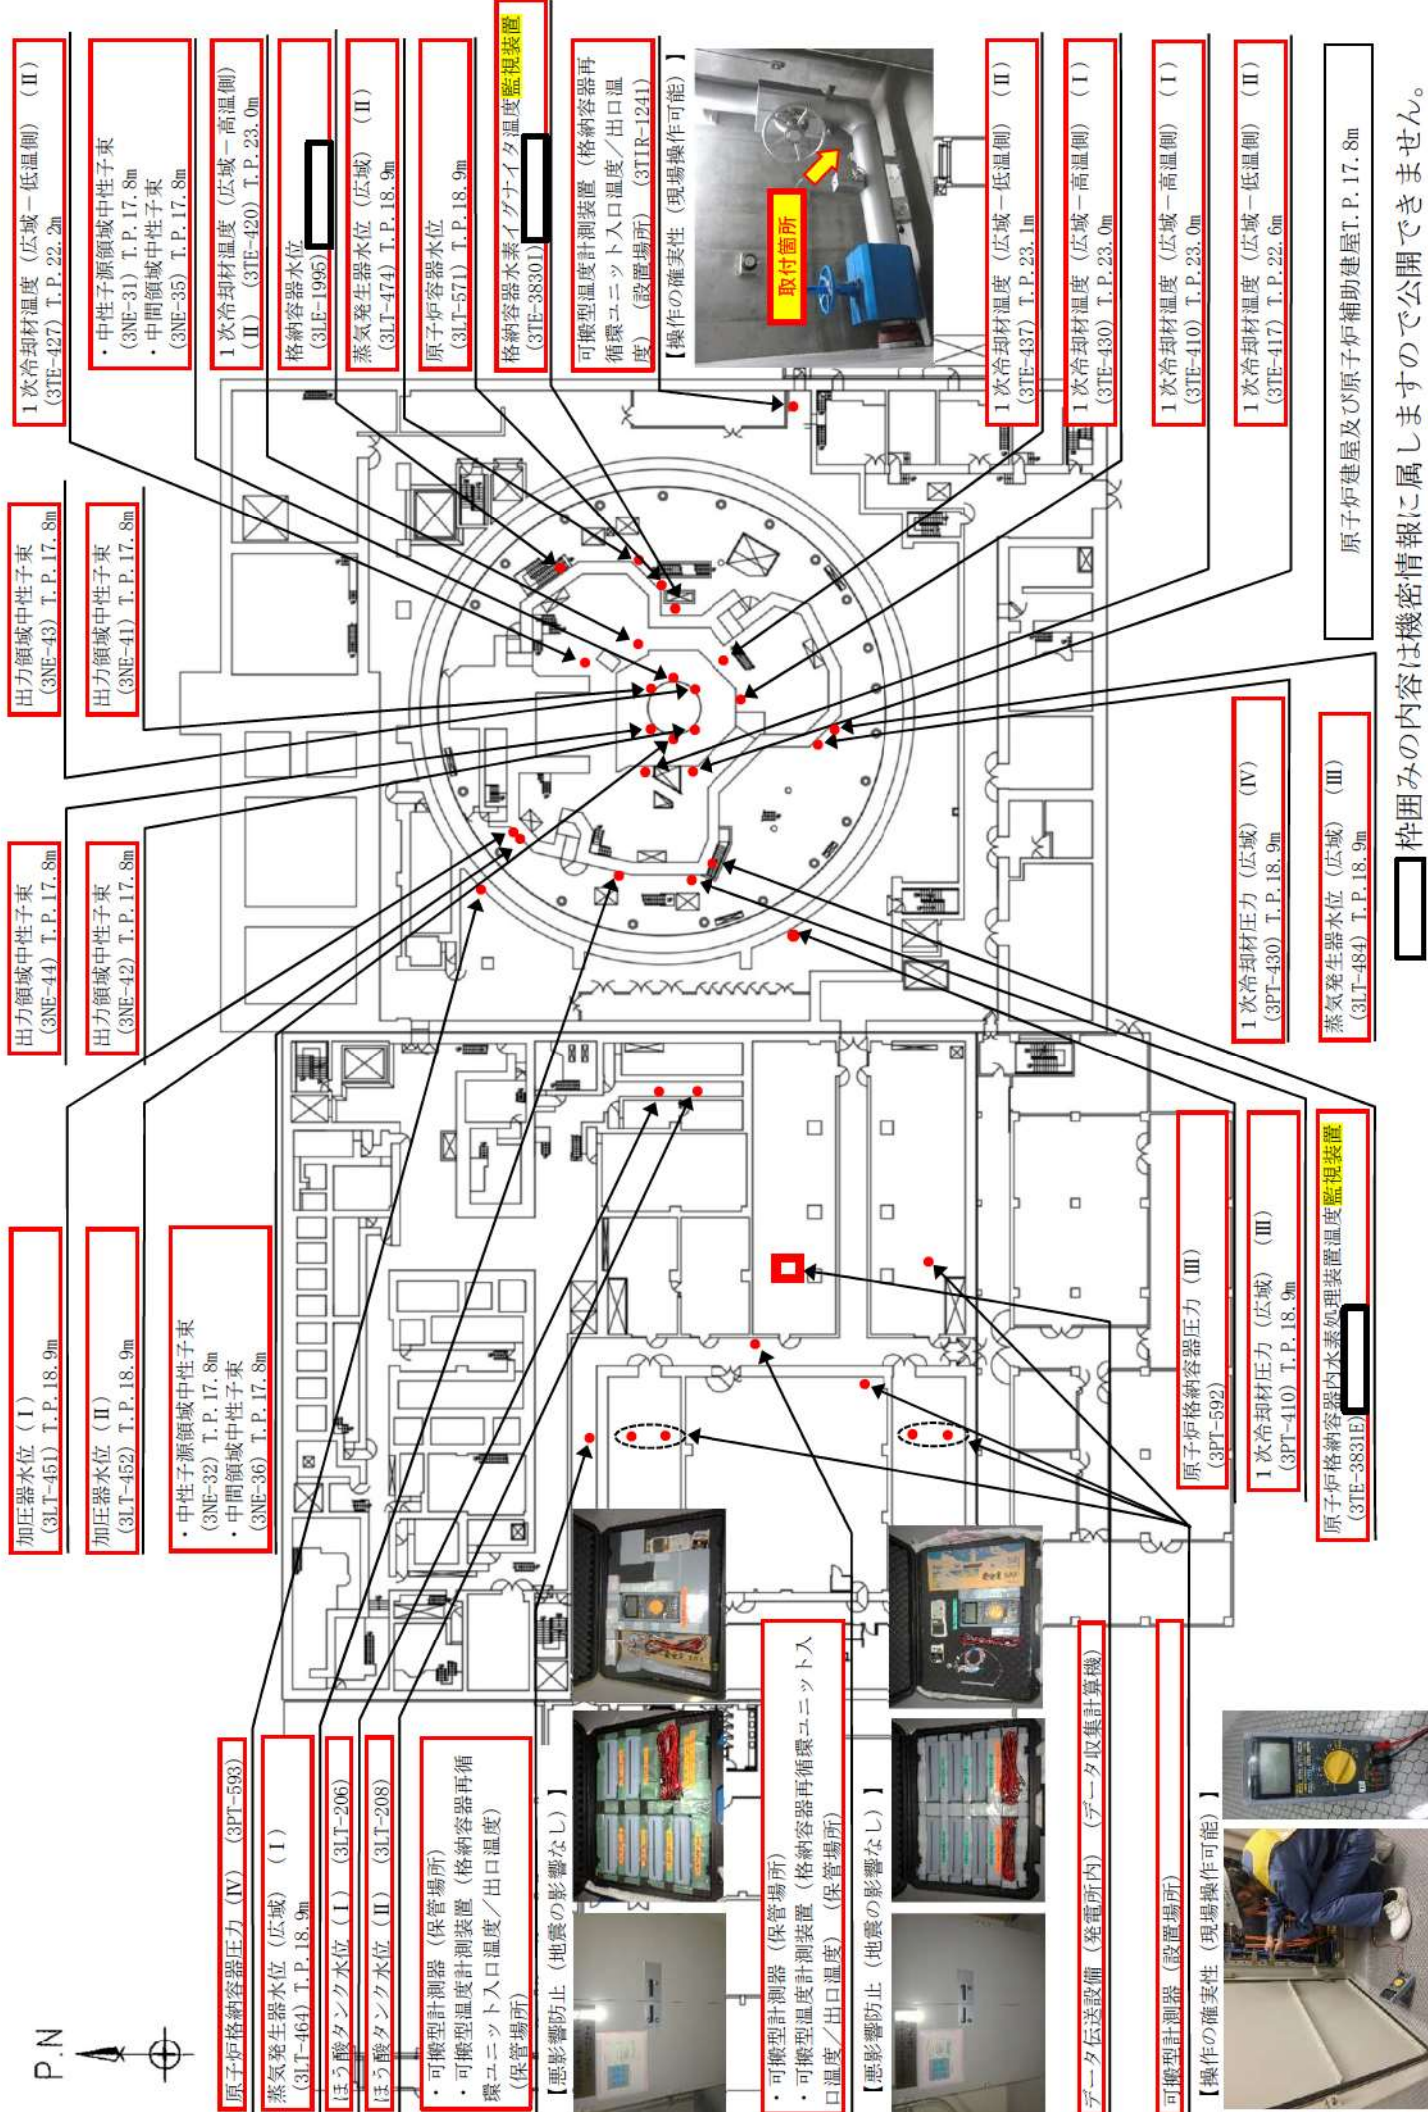 P.N
加圧器水位（Ⅰ）
(3LT-451) T.P.18.9m
加圧器水位（Ⅱ）
(3LT-452) T.P.18.9m
・中性子源領域中性子束
(3NE-32) T.P.17.8m
・中間領域中性子束
(3NE-36) T.P.17.8m
出力領域中性子束
(3NE-44) T.P.17.8m
出力領域中性子束
(3NE-42) T.P.17.8m
出力領域中性子束
(3NE-43) T.P.17.8m
出力領域中性子束
(3NE-41) T.P.17.8m
１次冷却材温度（広域－低温側）（Ⅱ）
(3TE-427) T.P.22.2m
・中性子源領域中性子束
(3NE-31) T.P.17.8m
・中間領域中性子束
(3NE-35) T.P.17.8m
１次冷却材温度（広域－高温側）
（Ⅱ）(3TE-420) T.P.23.0m
格納容器水位
(3LE-1995)
蒸気発生器水位（広域）（Ⅱ）
(3LT-474) T.P.18.9m
原子炉容器水位
(3LT-571) T.P.18.9m
格納容器水素イグナイタ温度監視装置
(3TE-38301)
可搬型温度計測装置（格納容器再
循環ユニット入口温度／出口温
度）（設置場所）(3TIR-1241)
【操作の確実性（現場操作可能）】
取付箇所
１次冷却材温度（広域－低温側）（Ⅱ）
(3TE-437) T.P.23.1m
１次冷却材温度（広域－高温側）（Ⅰ）
(3TE-430) T.P.23.0m
１次冷却材温度（広域－高温側）（Ⅰ）
(3TE-410) T.P.23.0m
１次冷却材温度（広域－低温側）（Ⅱ）
(3TE-417) T.P.22.6m
原子炉格納容器圧力（Ⅳ）(3PT-593)
蒸気発生器水位（広域）（Ⅰ）
(3LT-464) T.P.18.9m
ほう酸タンク水位（Ⅰ）(3LT-206)
ほう酸タンク水位（Ⅱ）(3LT-208)
・可搬型計測器（保管場所）
・可搬型温度計測装置（格納容器再循
環ユニット入口温度／出口温度）
（保管場所）
【悪影響防止（地震の影響なし）】
・可搬型計測器（保管場所）
・可搬型温度計測装置（格納容器再循環ユニット入
口温度／出口温度）（保管場所）
【悪影響防止（地震の影響なし）】
データ伝送設備（発電所内）（データ収集計算機）
可搬型計測器（設置場所）
【操作の確実性（現場操作可能）】
原子炉格納容器圧力（Ⅲ）
(3PT-592)
１次冷却材圧力（広域）（Ⅲ）
(3PT-410) T.P.18.9m
原子炉格納容器内水素処理装置温度監視装置
(3TE-3831E)
１次冷却材圧力（広域）（Ⅳ）
(3PT-430) T.P.18.9m
蒸気発生器水位（広域）（Ⅲ）
(3LT-484) T.P.18.9m
原子炉建屋及び原子炉補助建屋T.P.17.8m
枠囲みの内容は機密情報に属しますので公開できません。